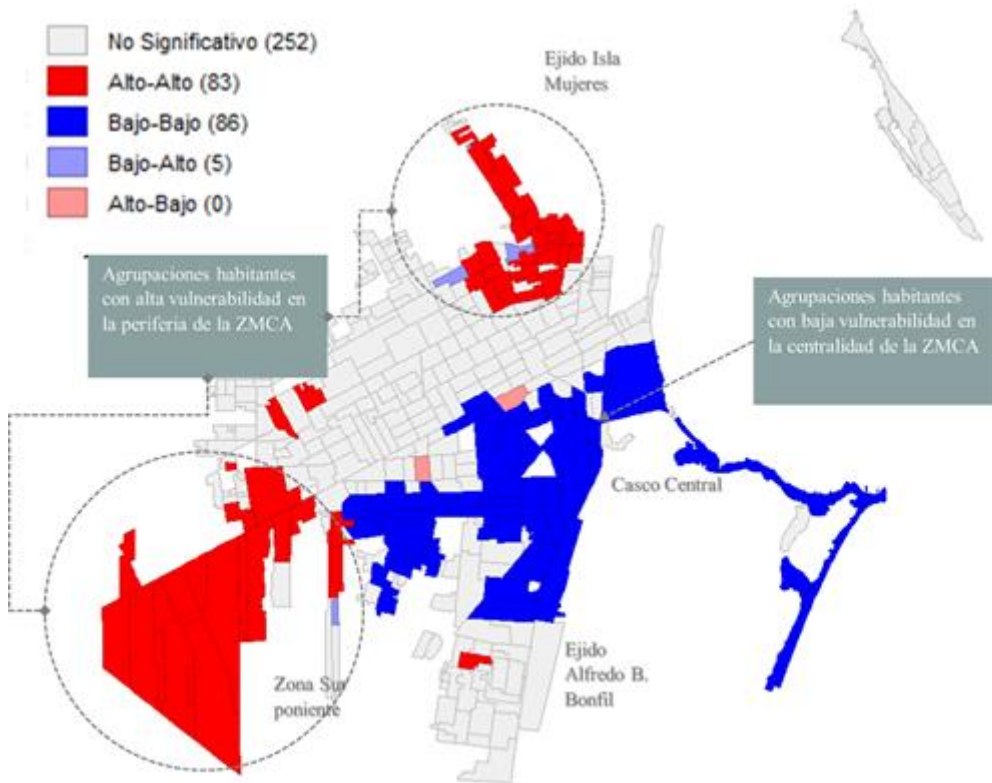 No Significativo (252)
Alto-Alto (83)
Bajo-Bajo (86)
Bajo-Alto (5)
Alto-Bajo (0)
Ejido Isla
Mujeres
Agrupaciones habitantes
con alta vulnerabilidad en
la periferia de la ZMCA
Agrupaciones habitantes
con baja vulnerabilidad en
la centralidad de la ZMCA
Casco Central
Zona Sur
poniente
Ejido
Alfredo B.
Bonfil